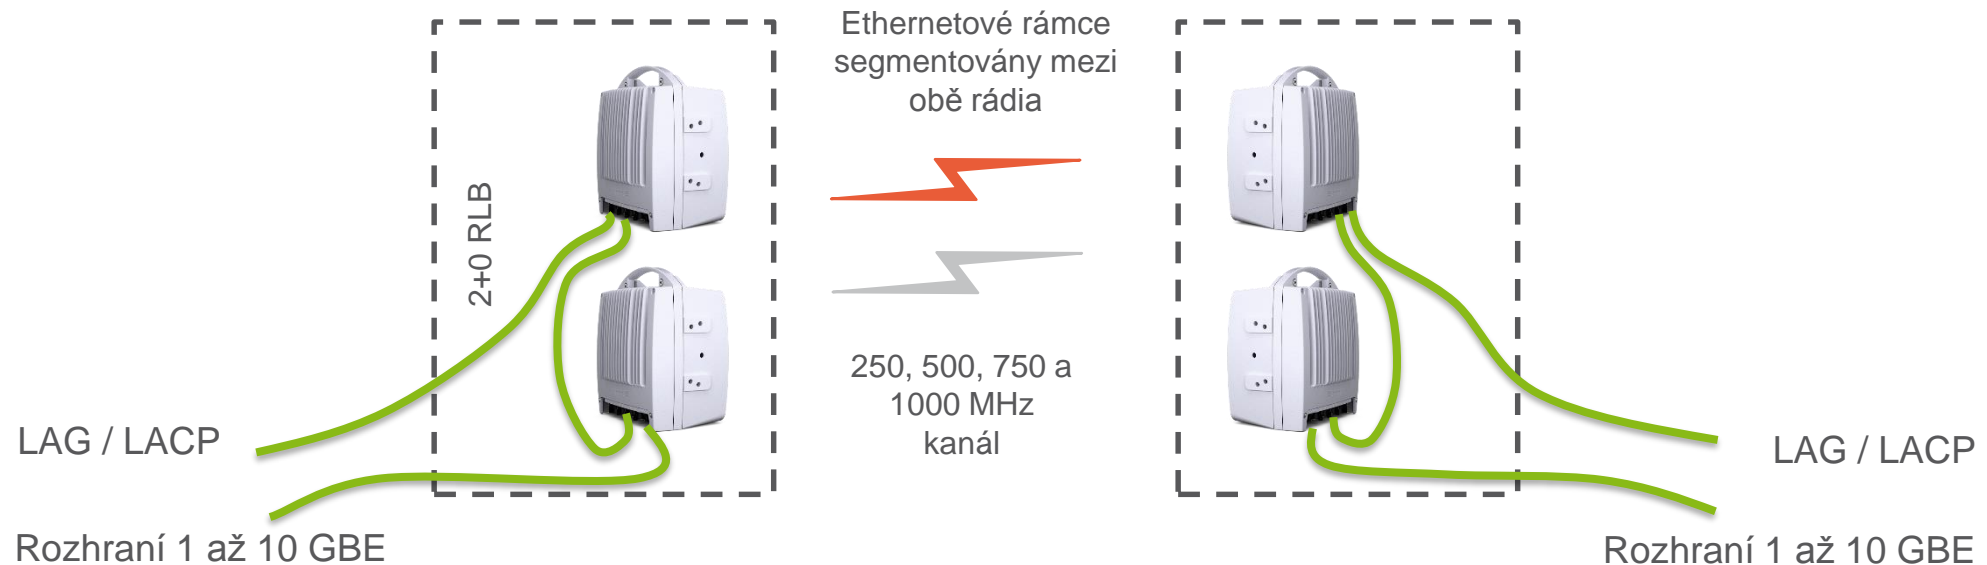 Ethernetové rámce
segmentovány mezi
obě rádia
2+0 RLB
250, 500, 750 a
1000 MHz
kanál
LAG / LACP
LAG / LACP
Rozhraní 1 až 10 GBE
Rozhraní 1 až 10 GBE